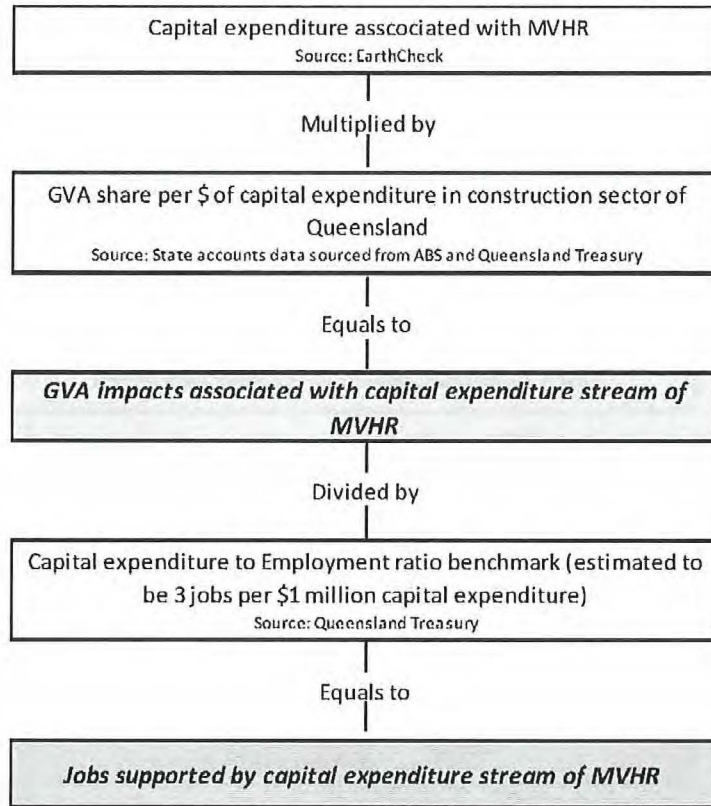 Capital expenditure asscociated with MVHR
Source: EarthCheck
Multiplied by
GVA share per $ of capital expenditure in construction sector of
Queensland
Source: State accounts data sourced from ABS and Queensland Treasury
Equals to
GVA impacts associated with capital expenditure stream of
MVHR
Divided by
Capital expenditure to Employment ratio benchmark (estimated to
be 3 jobs per $1 million capital expenditure)
Source: Queensland Treasury
Equals to
Jobs supported by capital expenditure stream of MVHR